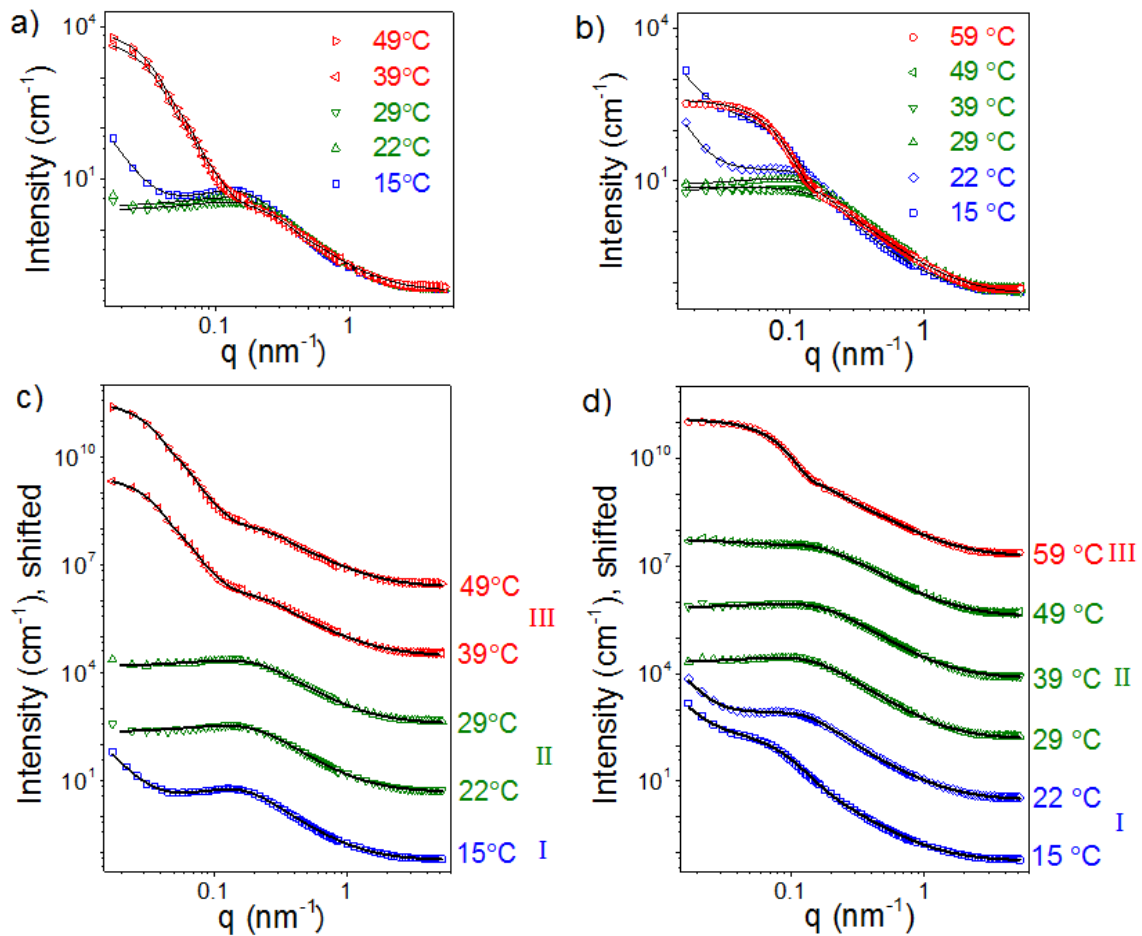 a)
10⁴
10¹
Intensity (cm⁻¹)
49°C
39°C
29°C
22°C
15°C
0.1
1
q (nm⁻¹)
b)
10⁴
10¹
Intensity (cm⁻¹)
59 °C
49 °C
39 °C
29 °C
22 °C
15 °C
0.1
1
q (nm⁻¹)
c)
10¹⁰
10⁷
10⁴
10¹
Intensity (cm⁻¹), shifted
49°C
III
39°C
29°C
II
22°C
15°C I
0.1
1
q (nm⁻¹)
d)
10¹⁰
10⁷
10⁴
10¹
Intensity (cm⁻¹), shifted
59 °C III
49 °C
39 °C II
29 °C
22 °C
I
15 °C
0.1
1
q (nm⁻¹)